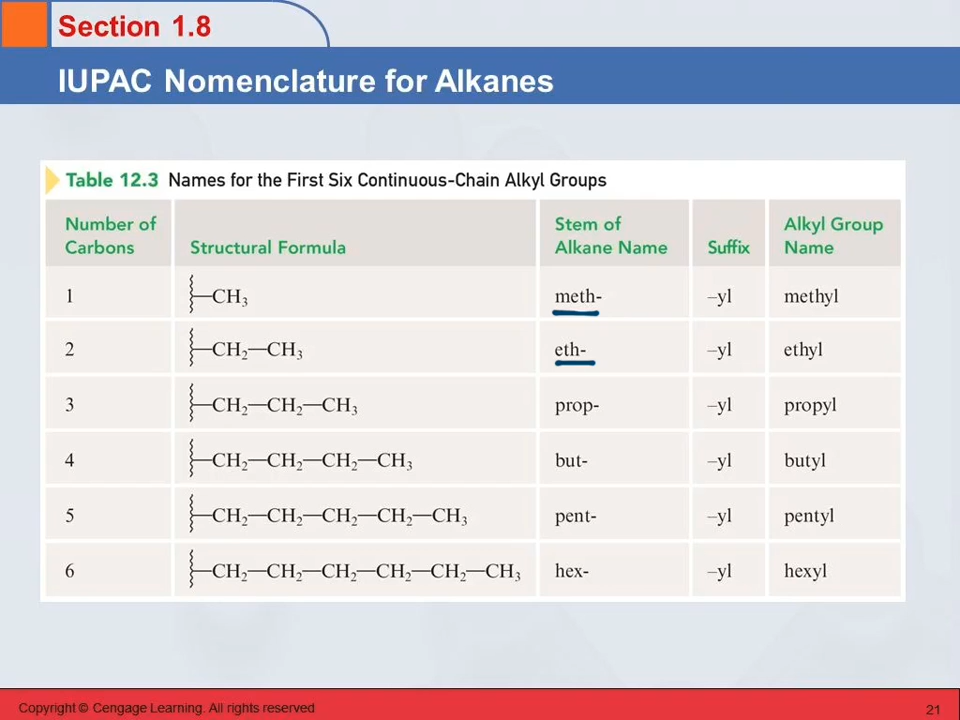 Section 1.8
IUPAC Nomenclature for Alkanes
Table 12.3 Names for the First Six Continuous-Chain Alkyl Groups
Number of Carbons Structural Formula Stem of Alkane Name Suffix Alkyl Group Name
1 —CH₃ meth- –yl methyl
2 —CH₂—CH₃ eth- –yl ethyl
3 —CH₂—CH₂—CH₃ prop- –yl propyl
4 —CH₂—CH₂—CH₂—CH₃ but- –yl butyl
5 —CH₂—CH₂—CH₂—CH₂—CH₃ pent- –yl pentyl
6 —CH₂—CH₂—CH₂—CH₂—CH₂—CH₃ hex- –yl hexyl
Copyright © Cengage Learning. All rights reserved 21